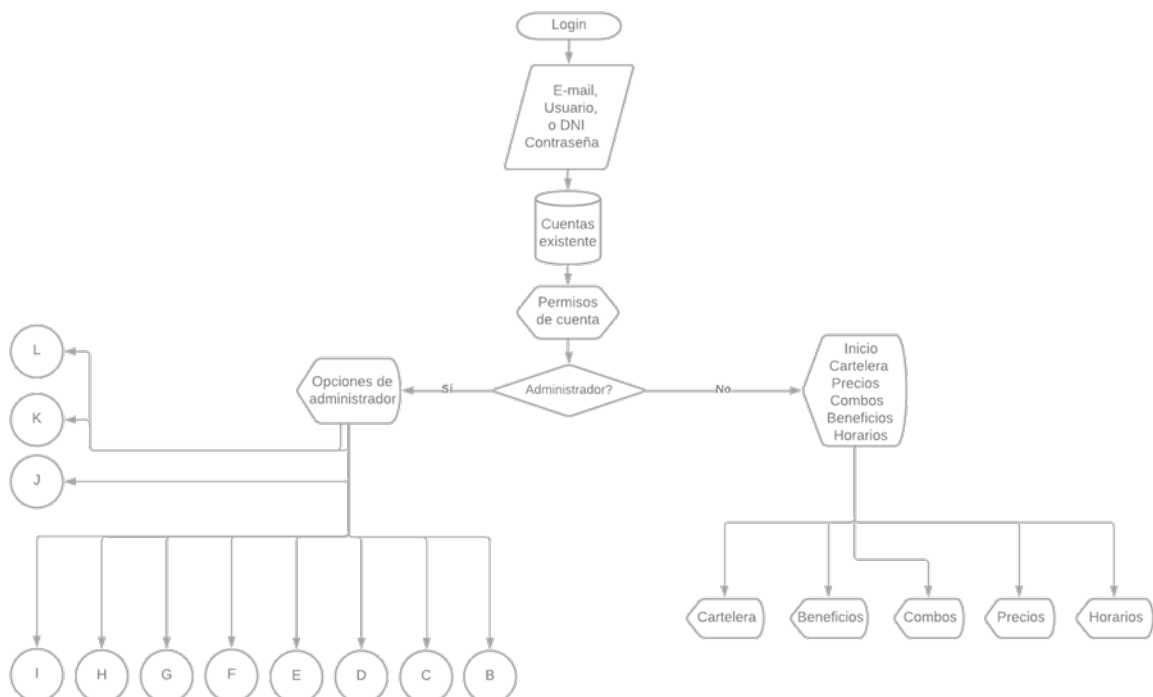 Login
E-mail,
Usuario,
o DNI
Contraseña
Cuentas
existente
Permisos
de cuenta
Administrador?
Sí
No
Opciones de
administrador
L
K
J
I
H
G
F
E
D
C
B
Inicio
Cartelera
Precios
Combos
Beneficios
Horarios
Cartelera
Beneficios
Combos
Precios
Horarios